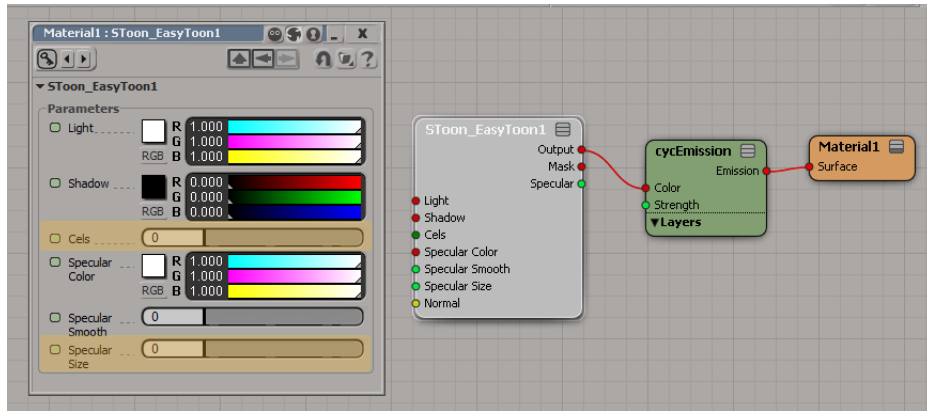 Material1 : SToon_EasyToon1
X
?
▼ SToon_EasyToon1
Parameters
Light R 1.000
G 1.000
RGB B 1.000
Shadow R 0.000
G 0.000
RGB B 0.000
Cels 0
Specular R 1.000
Color G 1.000
RGB B 1.000
Specular 0
Smooth
Specular 0
Size
SToon_EasyToon1
Output
Mask
Specular
Light
Shadow
Cels
Specular Color
Specular Smooth
Specular Size
Normal
cycEmission
Emission
Color
Strength
▼Layers
Material1
Surface